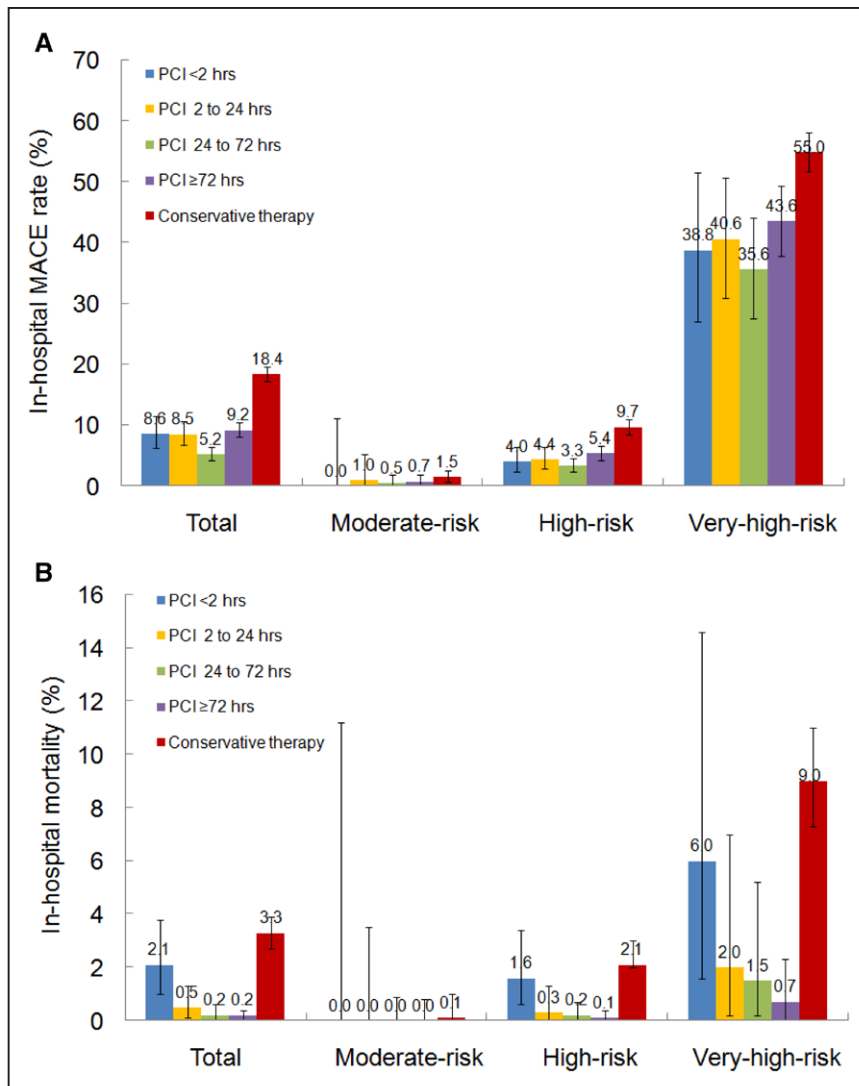 A
70
60
50
40
30
20
10
0
In-hospital MACE rate (%)
PCI <2 hrs
PCI 2 to 24 hrs
PCI 24 to 72 hrs
PCI ≥72 hrs
Conservative therapy
8.6 8.5 5.2 9.2 18.4
0.0 1.0 0.5 0.7 1.5
4.0 4.4 3.3 5.4 9.7
38.8 40.6 35.6 43.6 55.0
Total Moderate-risk High-risk Very-high-risk
B
16
14
12
10
8
6
4
2
0
In-hospital mortality (%)
PCI <2 hrs
PCI 2 to 24 hrs
PCI 24 to 72 hrs
PCI ≥72 hrs
Conservative therapy
2.1 0.5 0.2 0.2 3.3
0.0 0.0 0.0 0.0 0.1
1.6 0.3 0.2 0.1 2.1
6.0 2.0 1.5 0.7 9.0
Total Moderate-risk High-risk Very-high-risk